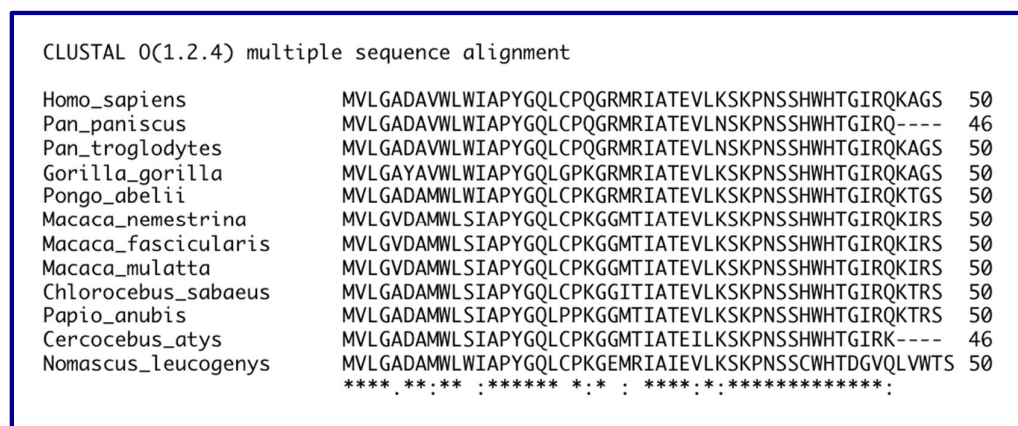 CLUSTAL O(1.2.4) multiple sequence alignment
Homo_sapiens MVLGADAVWLWIAPYGQLCPQGRMRIATEVLKSKPNSSHWHTGIRQKAGS 50
Pan_paniscus MVLGADAVWLWIAPYGQLCPQGRMRIATEVLNSKPNSSHWHTGIRQ---- 46
Pan_troglodytes MVLGADAVWLWIAPYGQLCPQGRMRIATEVLNSKPNSSHWHTGIRQKAGS 50
Gorilla_gorilla MVLGAYAVWLWIAPYGQLGPKGRMRIATEVLKSKPNSSHWHTGIRQKAGS 50
Pongo_abelii MVLGADAMWLWIAPYGQLCPKGRMRIATEVLKSKPNSSHWHTGIRQKTGS 50
Macaca_nemestrina MVLGVDAMWLSIAPYGQLCPKGGMTIATEVLKSKPNSSHWHTGIRQKIRS 50
Macaca_fascicularis MVLGVDAMWLSIAPYGQLCPKGGMTIATEVLKSKPNSSHWHTGIRQKIRS 50
Macaca_mulatta MVLGVDAMWLSIAPYGQLCPKGGMTIATEVLKSKPNSSHWHTGIRQKIRS 50
Chlorocebus_sabaeus MVLGADAMWLSIAPYGQLCPKGGITIATEVLKSKPNSSHWHTGIRQKTRS 50
Papio_anubis MVLGADAMWLSIAPYGQLPPKGGMTIATEVLKSKPNSSHWHTGIRQKTRS 50
Cercocebus_atys MVLGADAMWLSIAPYGQLCPKGGMTIATEILKSKPNSSHWHTGIRK---- 46
Nomascus_leucogenys MVLGADAMWLWIAPYGQLCPKGEMRIAIEVLKSKPNSSCWHTDGVQLVWTS 50
****.**:** :****** *:* : ****:*:*************: